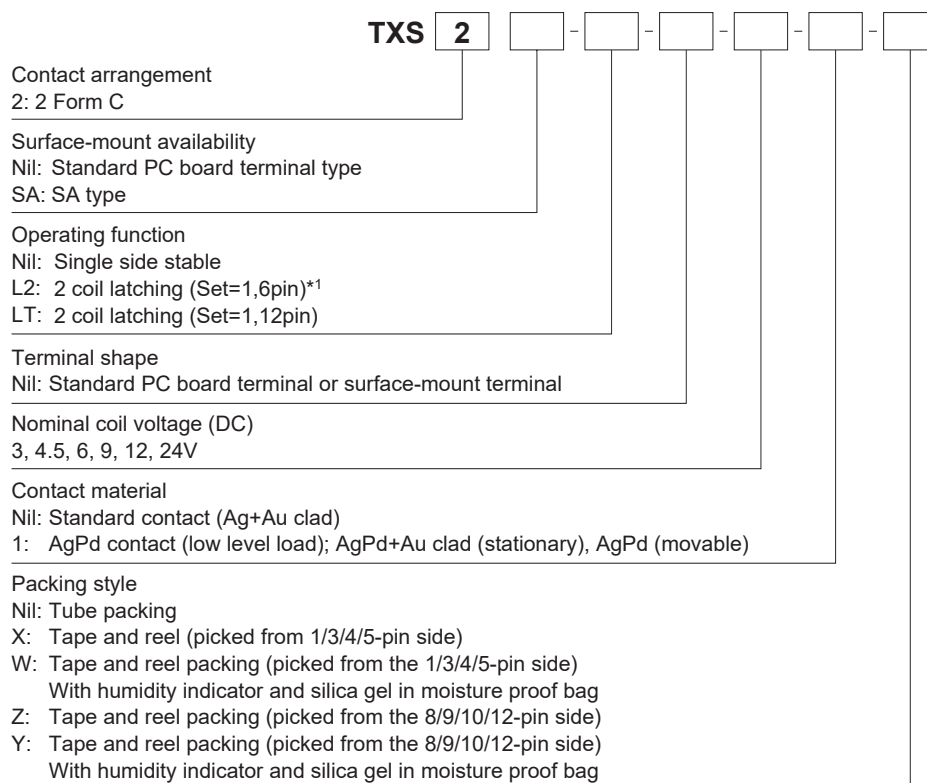 TXS 2 - - - - -
Contact arrangement
2: 2 Form C
Surface-mount availability
Nil: Standard PC board terminal type
SA: SA type
Operating function
Nil: Single side stable
L2: 2 coil latching (Set=1,6pin)*1
LT: 2 coil latching (Set=1,12pin)
Terminal shape
Nil: Standard PC board terminal or surface-mount terminal
Nominal coil voltage (DC)
3, 4.5, 6, 9, 12, 24V
Contact material
Nil: Standard contact (Ag+Au clad)
1: AgPd contact (low level load); AgPd+Au clad (stationary), AgPd (movable)
Packing style
Nil: Tube packing
X: Tape and reel (picked from 1/3/4/5-pin side)
W: Tape and reel packing (picked from the 1/3/4/5-pin side)
With humidity indicator and silica gel in moisture proof bag
Z: Tape and reel packing (picked from the 8/9/10/12-pin side)
Y: Tape and reel packing (picked from the 8/9/10/12-pin side)
With humidity indicator and silica gel in moisture proof bag